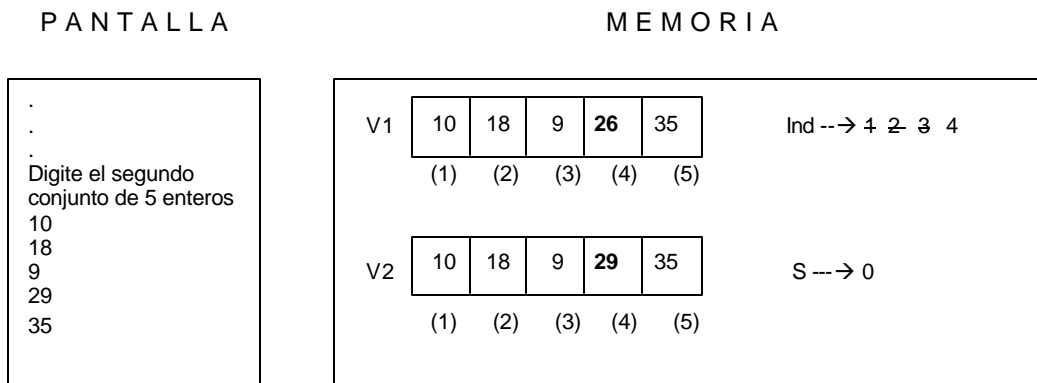 P A N T A L L A
M E M O R I A
.
.
.
Digite el segundo
conjunto de 5 enteros
10
18
9
29
35
V1 10 18 9 26 35 Ind --→ 1 2 3 4
(1) (2) (3) (4) (5)
V2 10 18 9 29 35 S ---→ 0
(1) (2) (3) (4) (5)